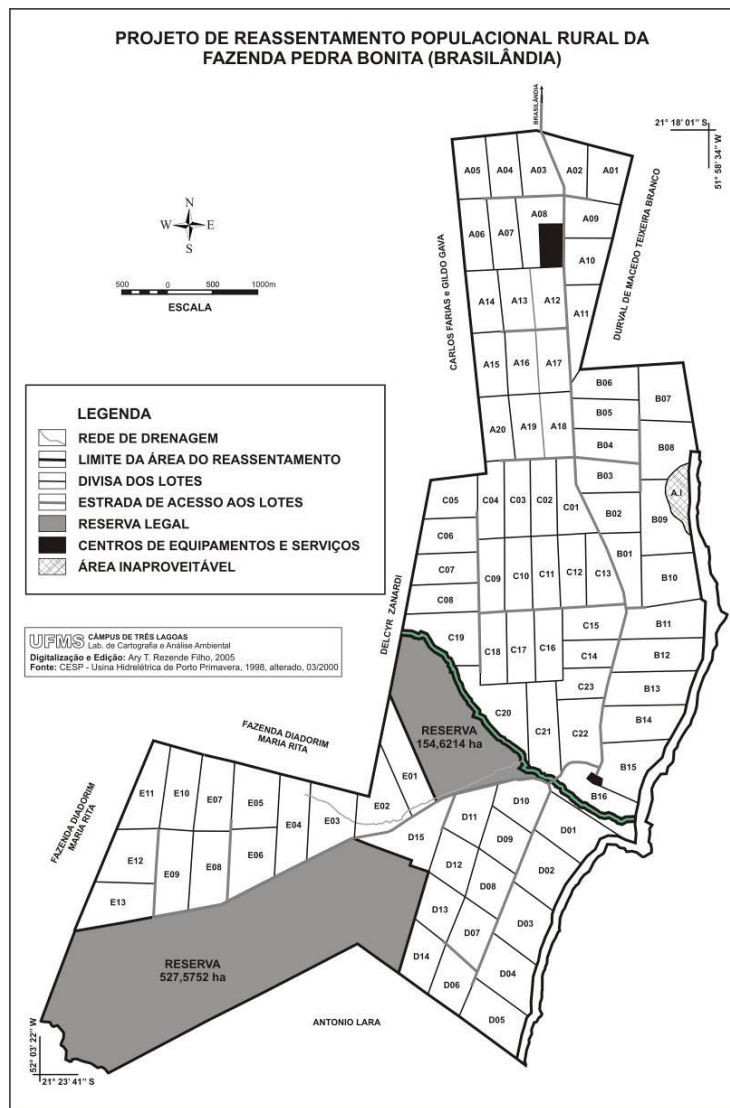 PROJETO DE REASSENTAMENTO POPULACIONAL RURAL DA
FAZENDA PEDRA BONITA (BRASILÂNDIA)
BRASILÂNDIA
21° 18' 01" S
51° 58' 34" W
N
W E
S
500 0 500 1000m
ESCALA
CARLOS FARIAS e GILDO GAVA
DURVAL DE MACEDO TEIXEIRA BRANCO
A05 A04 A03 A02 A01
A06 A07 A08 A09
A10
A14 A13 A12 A11
A15 A16 A17
A20 A19 A18
B06 B07
B05
B04 B08
B03
A.I
B02 B09
B01
B10
B11
B12
B13
B14
B15
B16
C05 C04 C03 C02 C01
C06
C07 C09 C10 C11 C12 C13
C08
C19 C18 C17 C16 C15
C14
C23
C20 C21 C22
LEGENDA
REDE DE DRENAGEM
LIMITE DA ÁREA DO REASSENTAMENTO
DIVISA DOS LOTES
ESTRADA DE ACESSO AOS LOTES
RESERVA LEGAL
CENTROS DE EQUIPAMENTOS E SERVIÇOS
ÁREA INAPROVEITÁVEL
UFMS CÂMPUS DE TRÊS LAGOAS
Lab. de Cartografia e Análise Ambiental
Digitalização e Edição: Ary T. Rezende Filho, 2005
Fonte: CESP - Usina Hidrelétrica de Porto Primavera, 1998, alterado, 03/2000
DELCYR ZANARDI
RESERVA
154,6214 ha
FAZENDA DIADORIM
MARIA RITA
FAZENDA DIADORIM
MARIA RITA
E11 E10 E07 E05 E04 E03 E02 E01
E12 E09 E08 E06
E13
D15 D11 D10 D01
D12 D09 D02
D13 D08 D03
D14 D07 D04
D06 D05
RESERVA
527,5752 ha
ANTONIO LARA
52° 03' 22" W
21° 23' 41" S